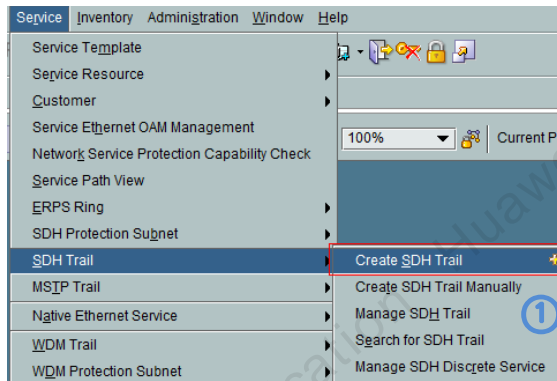 Service Inventory Administration Window Help
Service Template
Service Resource
Customer
Service Ethernet OAM Management
100% Current P
Network Service Protection Capability Check
Service Path View
ERPS Ring
SDH Protection Subnet
SDH Trail
Create SDH Trail
MSTP Trail
Create SDH Trail Manually
Native Ethernet Service
Manage SDH Trail
1
WDM Trail
Search for SDH Trail
WDM Protection Subnet
Manage SDH Discrete Service
Huawe
cation